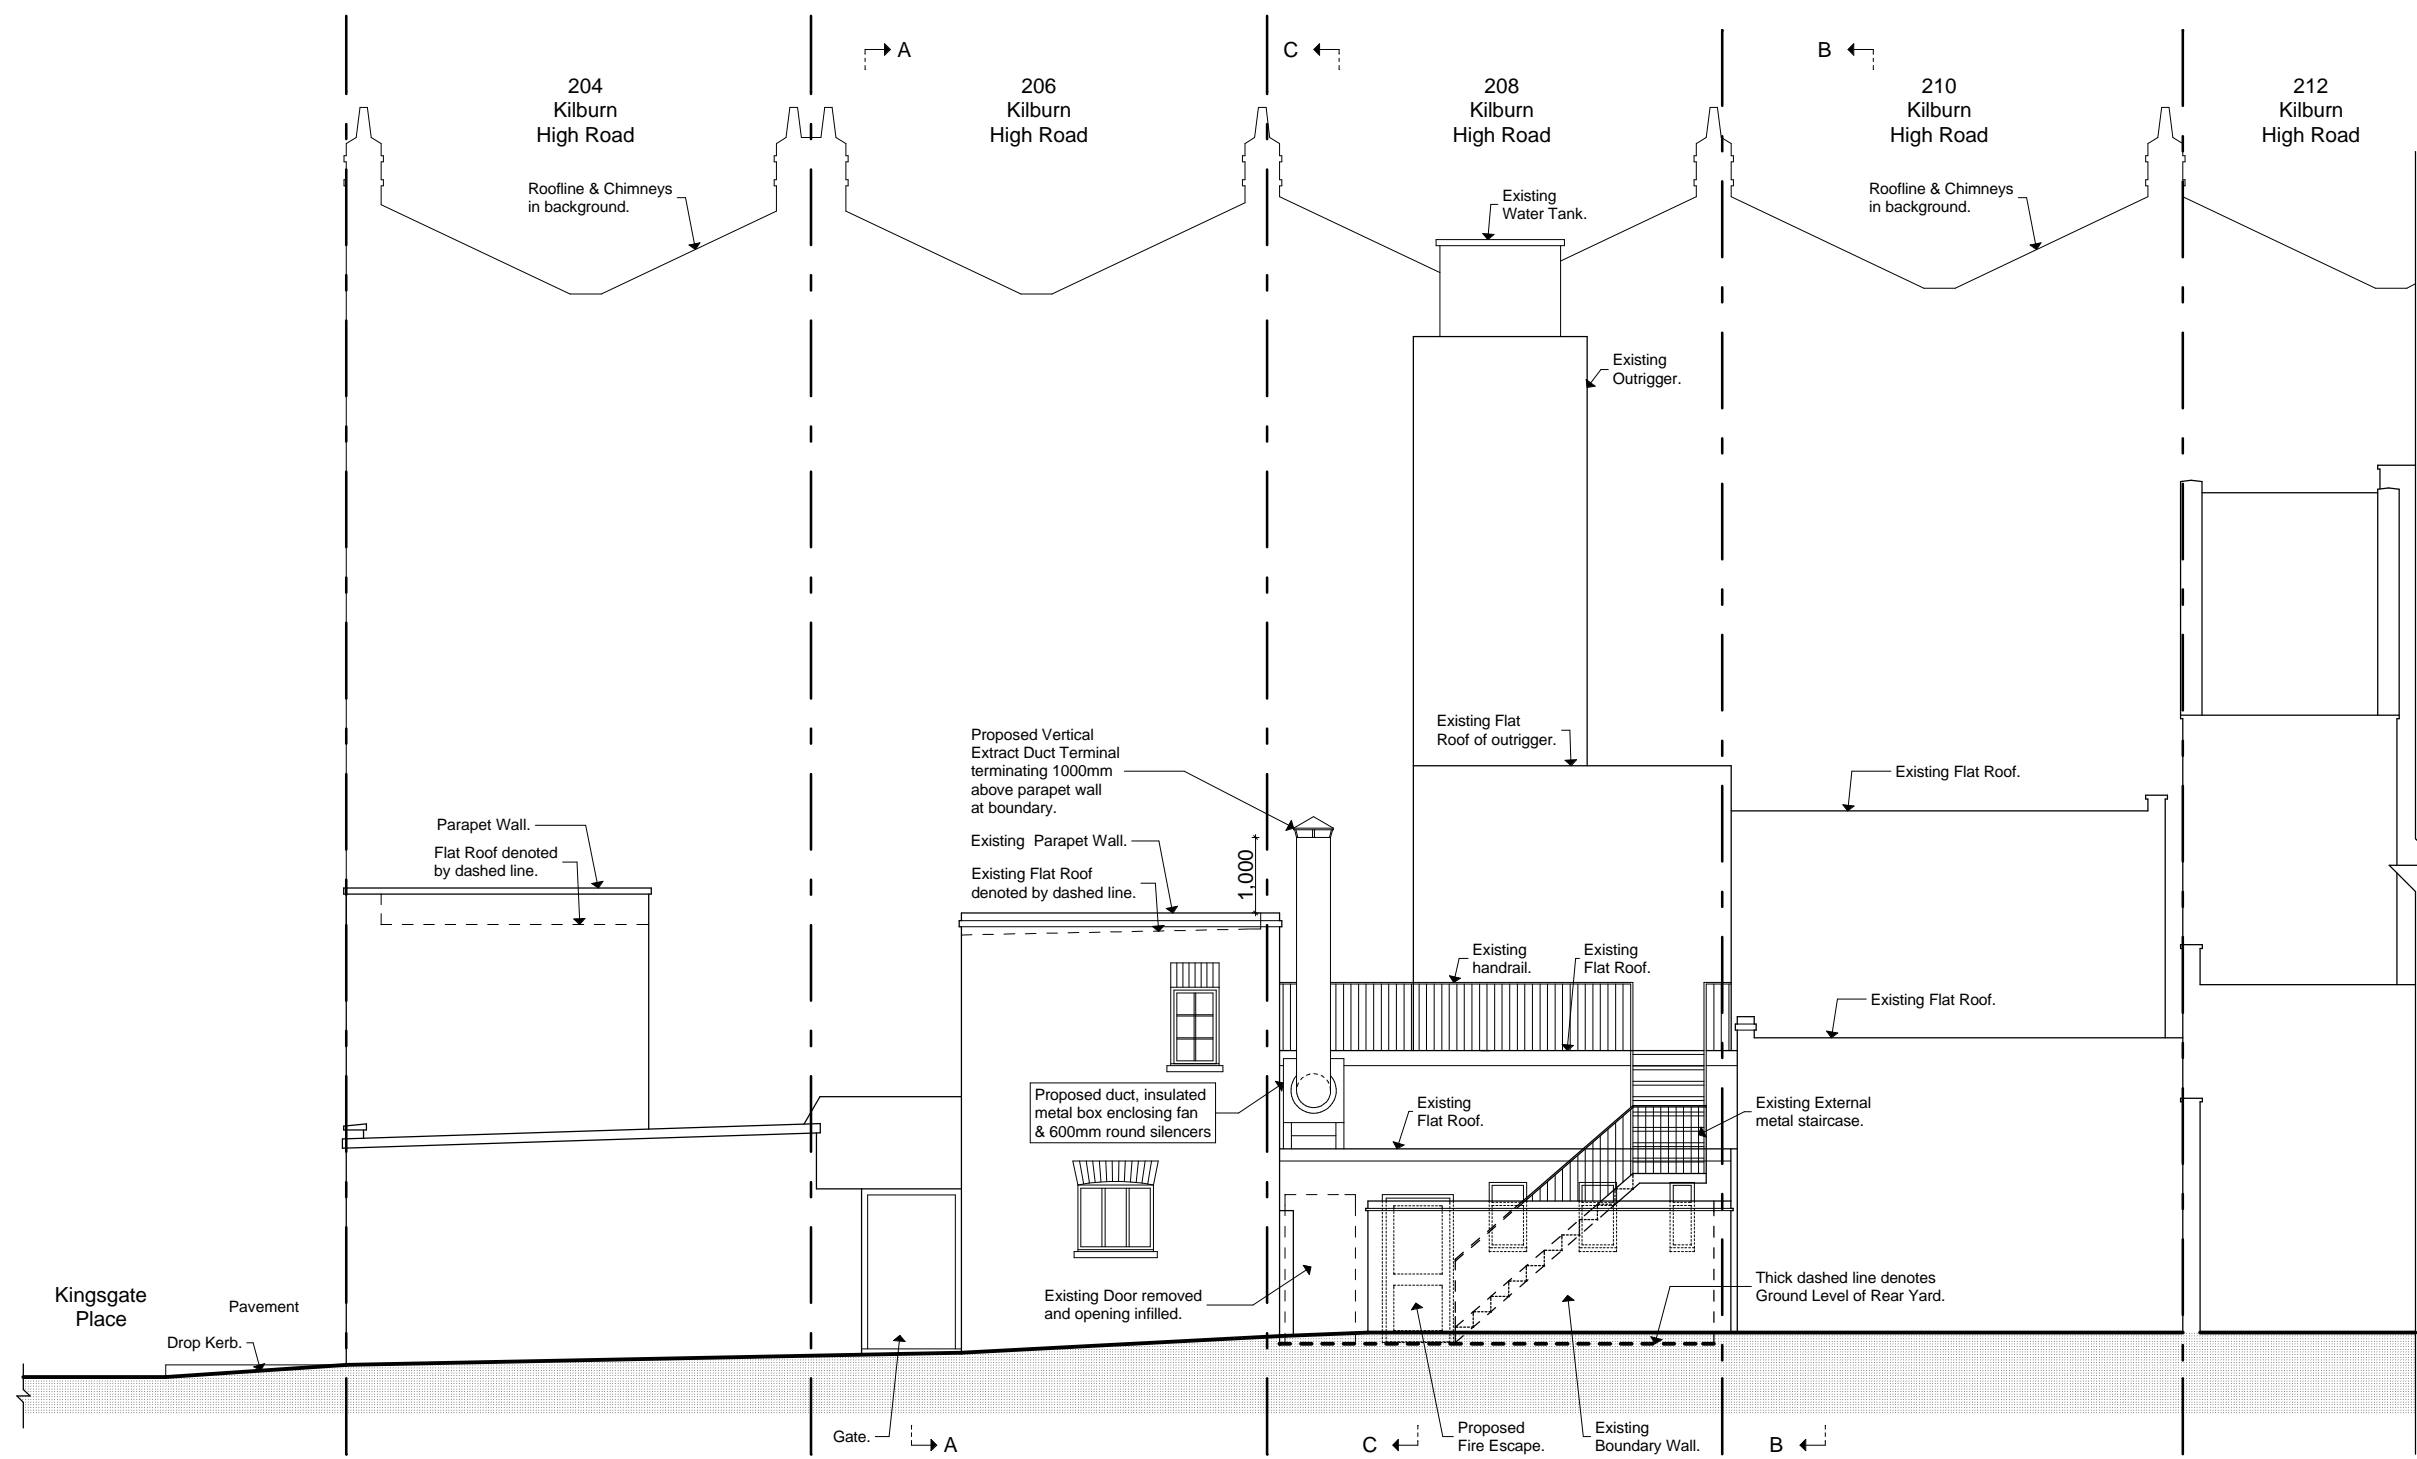 A
C
B
204
Kilburn
High Road
206
Kilburn
High Road
208
Kilburn
High Road
210
Kilburn
High Road
212
Kilburn
High Road
Roofline & Chimneys
in background.
Existing
Water Tank.
Roofline & Chimneys
in background.
Existing
Outrigger.
Existing Flat
Roof of outrigger.
Proposed Vertical
Extract Duct Terminal
terminating 1000mm
above parapet wall
at boundary.
Existing Flat Roof.
Parapet Wall.
Flat Roof denoted
by dashed line.
Existing Parapet Wall.
Existing Flat Roof
denoted by dashed line.
1,000
Existing
handrail.
Existing
Flat Roof.
Existing Flat Roof.
Proposed duct, insulated
metal box enclosing fan
& 600mm round silencers
Existing
Flat Roof.
Existing External
metal staircase.
Kingsgate
Place
Pavement
Drop Kerb.
Existing Door removed
and opening infilled.
Thick dashed line denotes
Ground Level of Rear Yard.
Gate.
A
C
Proposed
Fire Escape.
Existing
Boundary Wall.
B